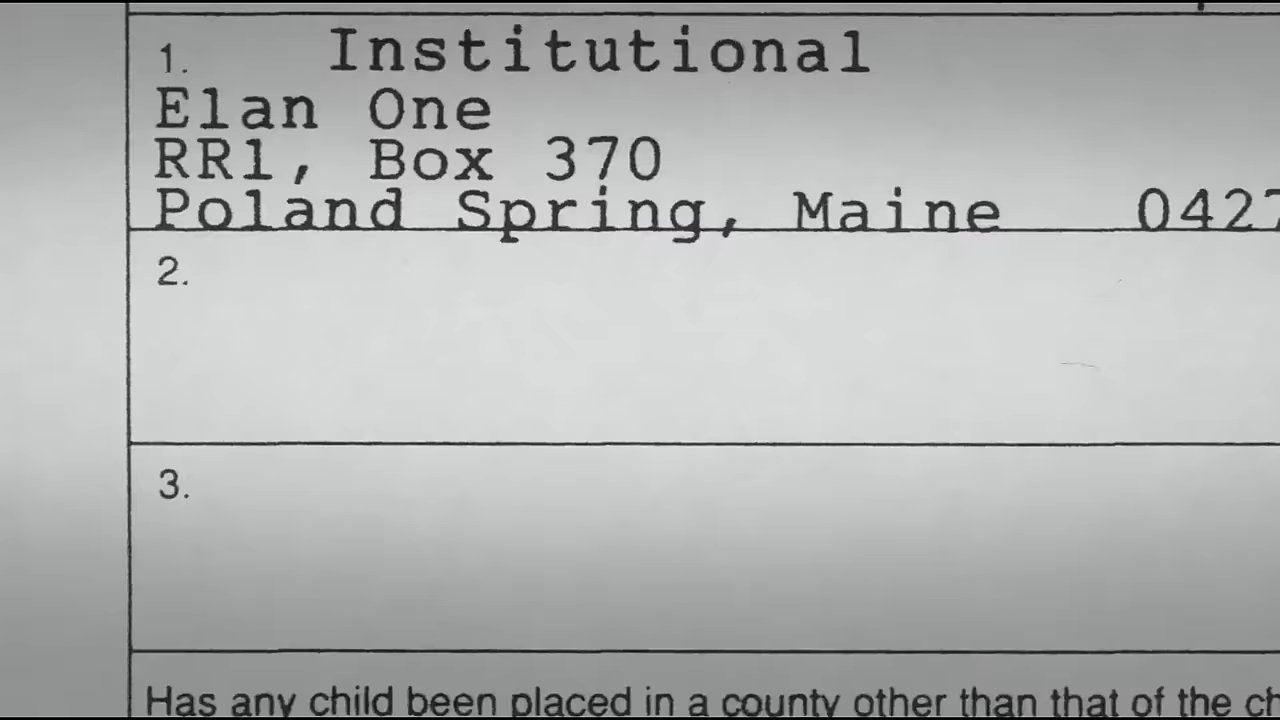 1. Institutional
Elan One
RR1, Box 370
Poland Spring, Maine 0427
2.
3.
Has any child been placed in a county other than that of the ch